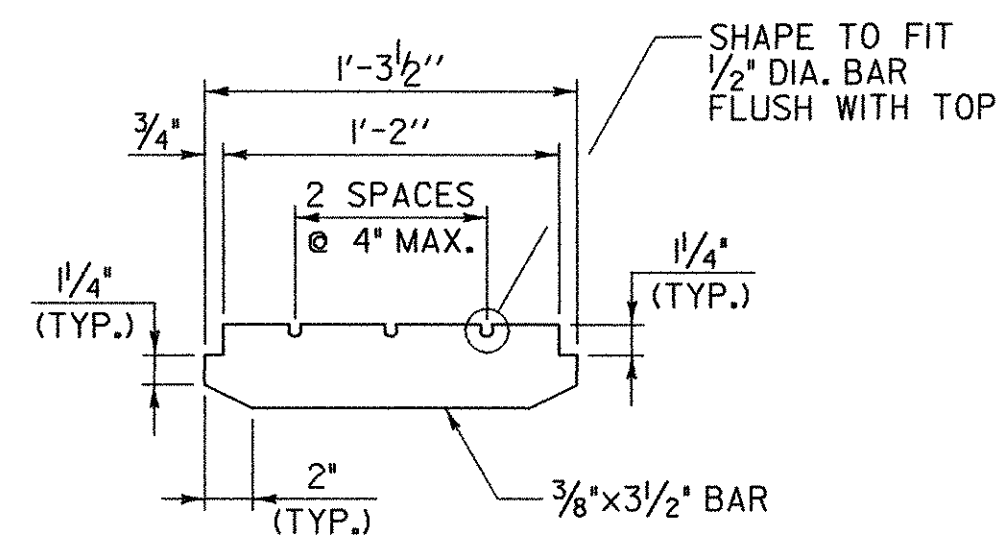 SHAPE TO FIT
1/2" DIA. BAR
FLUSH WITH TOP
1'-3 1/2''
3/4"
1'-2''
2 SPACES
@ 4" MAX.
1 1/4"
(TYP.)
1 1/4"
(TYP.)
2"
(TYP.)
3/8"x3 1/2" BAR